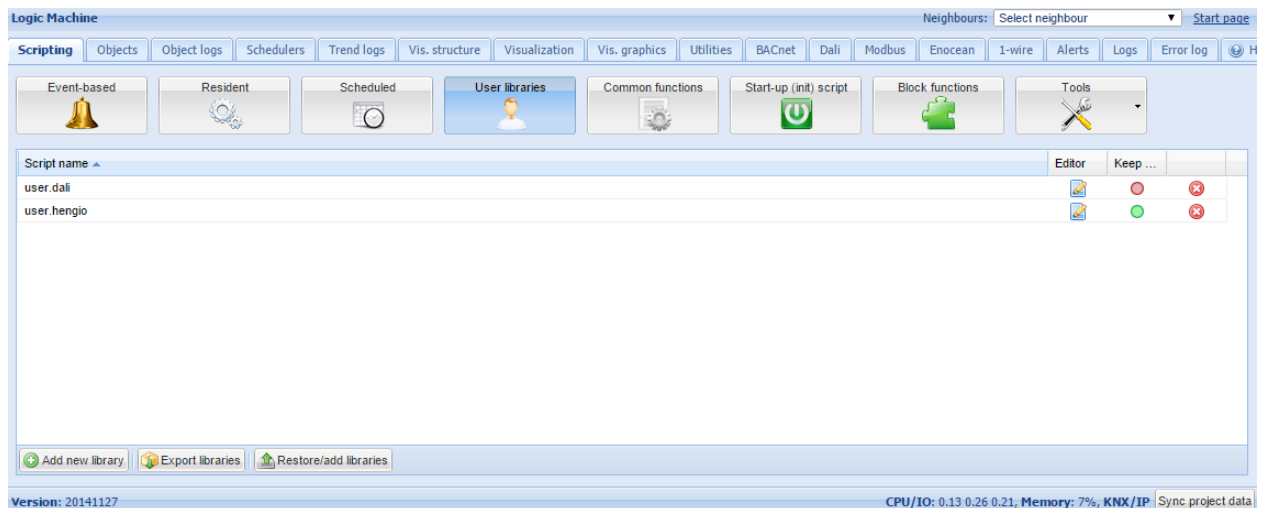 Logic Machine Neighbours: Select neighbour Start page
Scripting Objects Object logs Schedulers Trend logs Vis. structure Visualization Vis. graphics Utilities BACnet Dali Modbus Enocean 1-wire Alerts Logs Error log H
Event-based Resident Scheduled User libraries Common functions Start-up (init) script Block functions Tools
Script name Editor Keep ...
user.dali
user.hengio
Add new library Export libraries Restore/add libraries
Version: 20141127 CPU/IO: 0.13 0.26 0.21, Memory: 7%, KNX/IP Sync project data